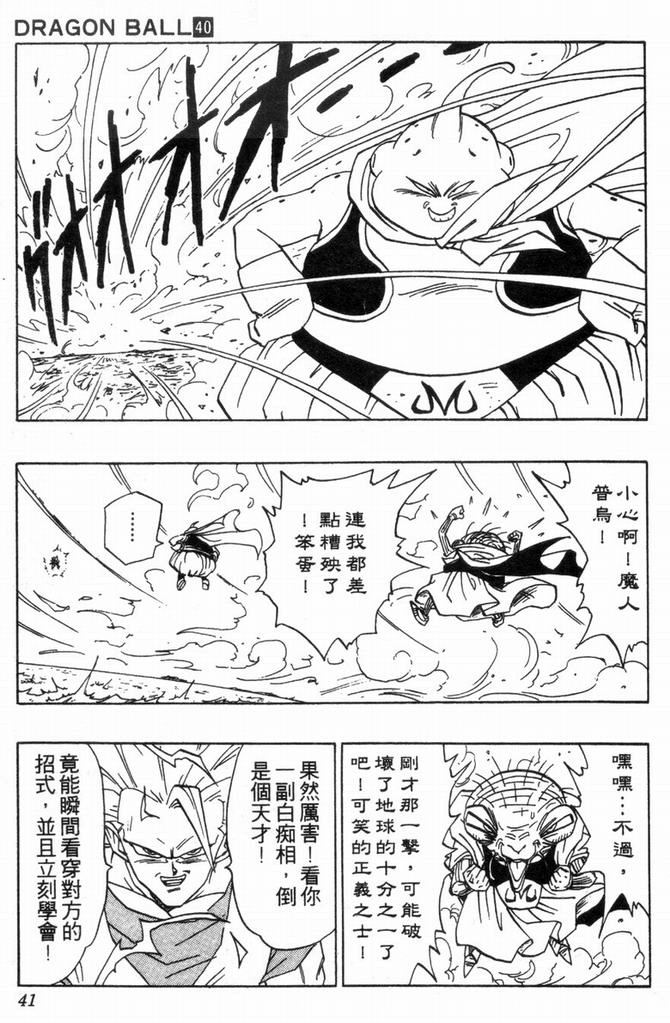 DRAGON BALL 40
ゴオオオオオ
小心啊！魔人
普烏！
連我都差
點糟殃了
！笨蛋！
……
嘿嘿…不過，
剛才那一擊，可能破
壞了地球的十分之一了
吧！可笑的正義之士！
果然厲害！看你
一副白痴相，倒
是個天才！
竟能瞬間看穿對方的
招式，並且立刻學會！
41